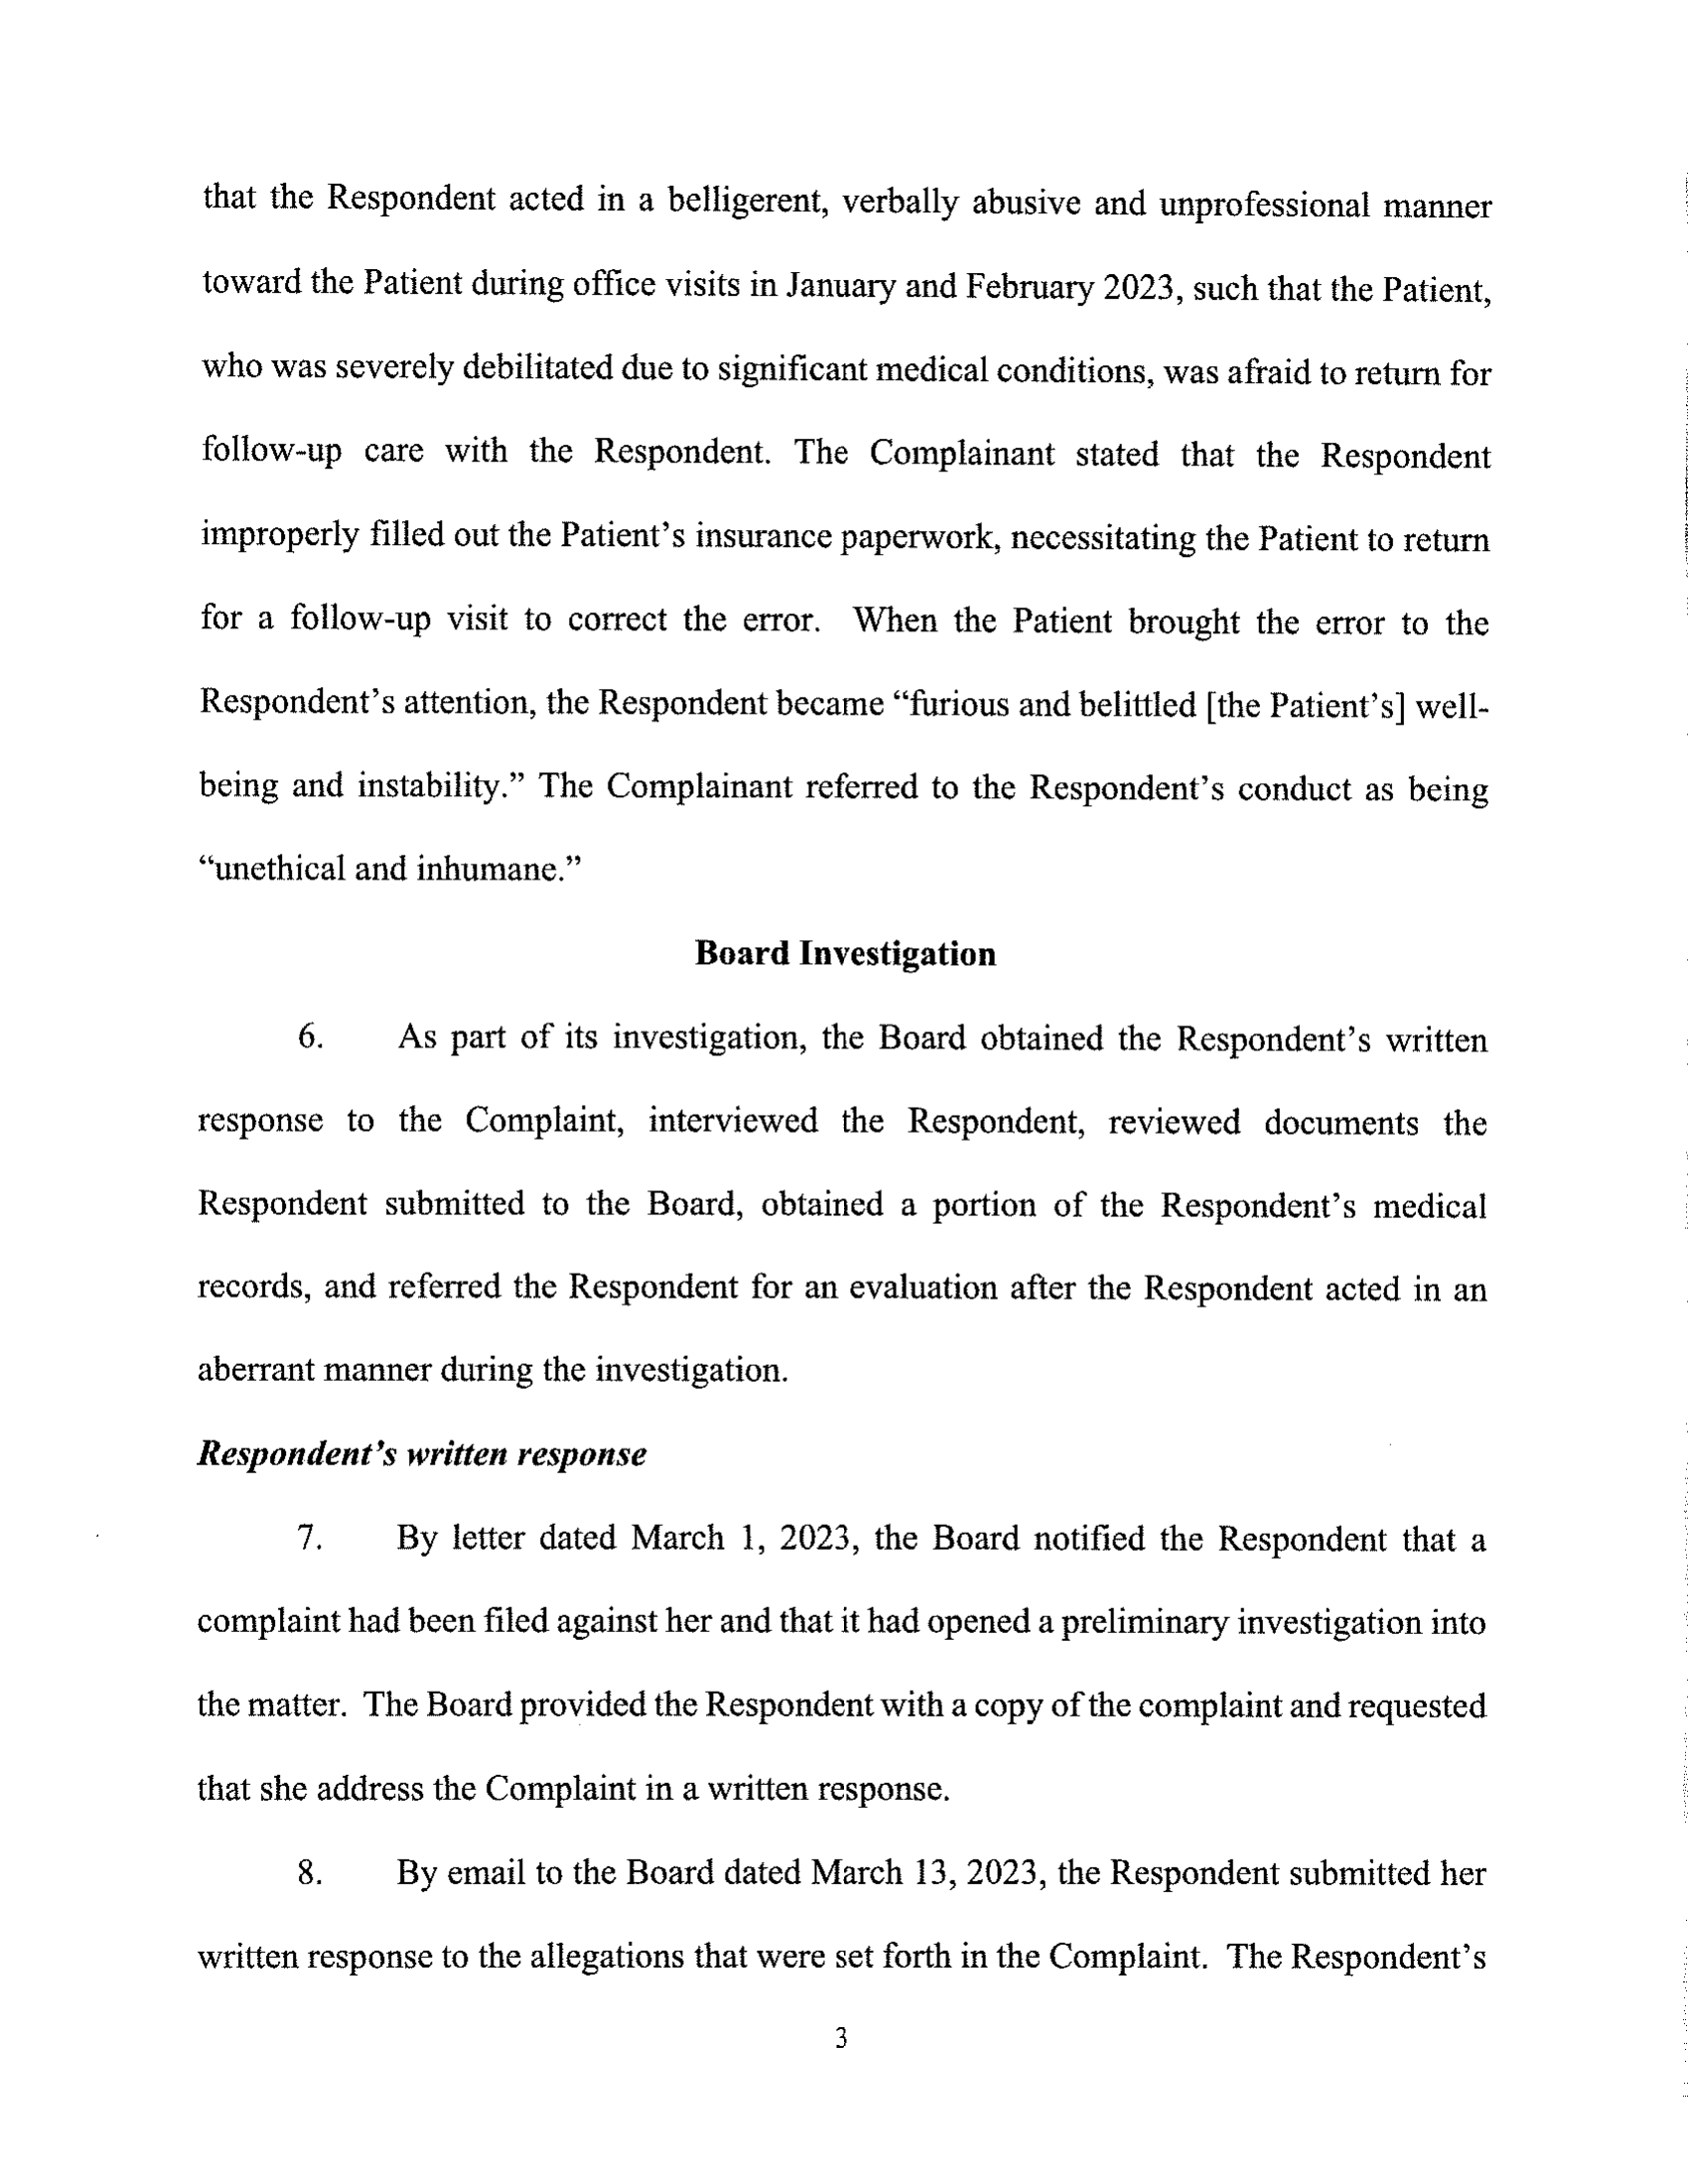 that the Respondent acted in a belligerent, verbally abusive and unprofessional manner
toward the Patient during office visits in January and February 2023, such that the Patient,
who was severely debilitated due to significant medical conditions, was afraid to return for
follow-up care with the Respondent. The Complainant stated that the Respondent
improperly filled out the Patient’s insurance paperwork, necessitating the Patient to return
for a follow-up visit to correct the error.  When the Patient brought the error to the
Respondent’s attention, the Respondent became “furious and belittled [the Patient’s] well-
being and instability.” The Complainant referred to the Respondent’s conduct as being
“unethical and inhumane.”
Board Investigation
6. As part of its investigation, the Board obtained the Respondent’s written
response to the Complaint, interviewed the Respondent, reviewed documents the
Respondent submitted to the Board, obtained a portion of the Respondent’s medical
records, and referred the Respondent for an evaluation after the Respondent acted in an
aberrant manner during the investigation.
Respondent’s written response
7. By letter dated March 1, 2023, the Board notified the Respondent that a
complaint had been filed against her and that it had opened a preliminary investigation into
the matter.  The Board provided the Respondent with a copy of the complaint and requested
that she address the Complaint in a written response.
8. By email to the Board dated March 13, 2023, the Respondent submitted her
written response to the allegations that were set forth in the Complaint.  The Respondent’s
3